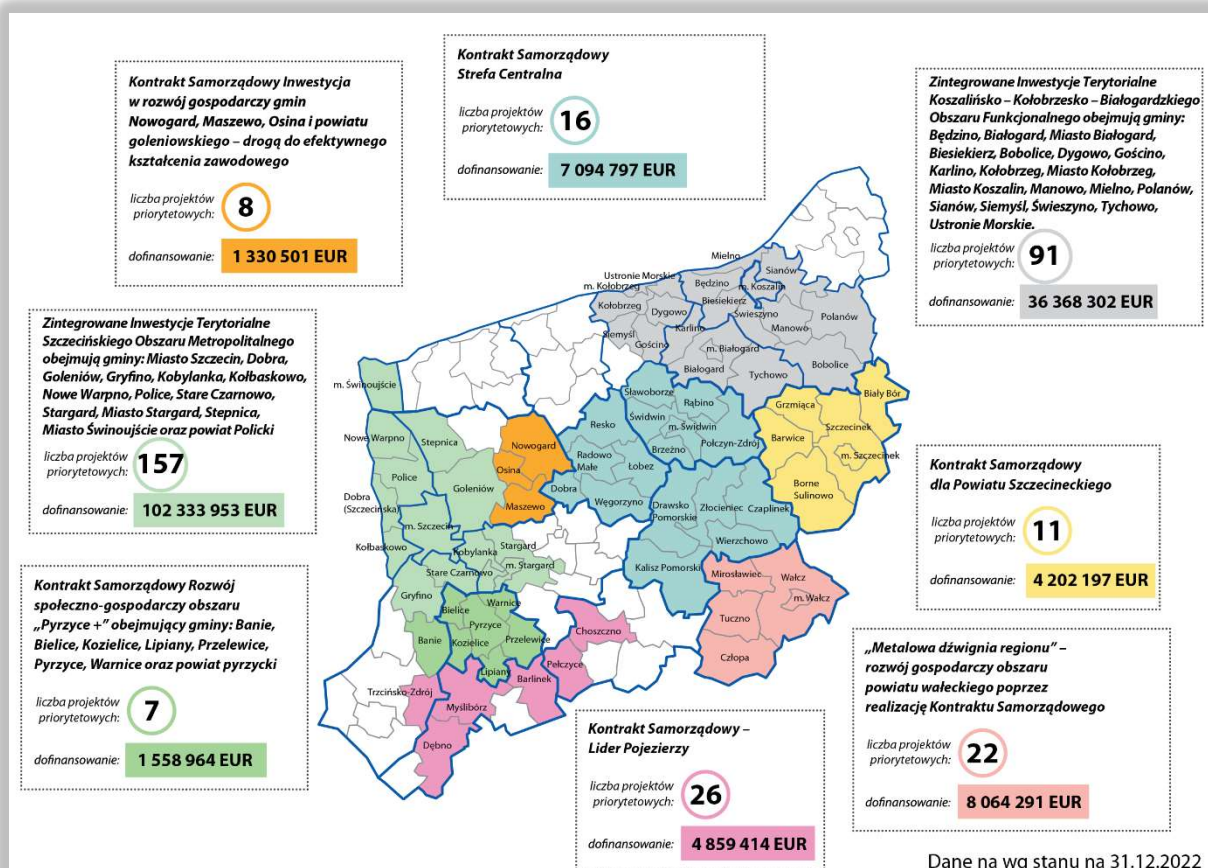 Kontrakt Samorządowy Inwestycja
w rozwój gospodarczy gmin
Nowogard, Maszewo, Osina i powiatu
goleniowskiego – drogą do efektywnego
kształcenia zawodowego
liczba projektów
priorytetowych:
8
dofinansowanie:
1 330 501 EUR
Kontrakt Samorządowy
Strefa Centralna
liczba projektów
priorytetowych:
16
dofinansowanie:
7 094 797 EUR
Zintegrowane Inwestycje Terytorialne
Koszalińsko – Kołobrzesko – Białogardzkiego
Obszaru Funkcjonalnego obejmują gminy:
Będzino, Białogard, Miasto Białogard,
Biesiekierz, Bobolice, Dygowo, Gościno,
Karlino, Kołobrzeg, Miasto Kołobrzeg,
Miasto Koszalin, Manowo, Mielno, Polanów,
Sianów, Siemyśl, Świeszyno, Tychowo,
Ustronie Morskie.
liczba projektów
priorytetowych:
91
dofinansowanie:
36 368 302 EUR
Zintegrowane Inwestycje Terytorialne
Szczecińskiego Obszaru Metropolitalnego
obejmują gminy: Miasto Szczecin, Dobra,
Goleniów, Gryfino, Kobylanka, Kołbaskowo,
Nowe Warpno, Police, Stare Czarnowo,
Stargard, Miasto Stargard, Stepnica,
Miasto Świnoujście oraz powiat Policki
liczba projektów
priorytetowych:
157
dofinansowanie:
102 333 953 EUR
Kontrakt Samorządowy Rozwój
społeczno-gospodarczy obszaru
„Pyrzyce +” obejmujący gminy: Banie,
Bielice, Kozielice, Lipiany, Przelewice,
Pyrzyce, Warnice oraz powiat pyrzycki
liczba projektów
priorytetowych:
7
dofinansowanie:
1 558 964 EUR
Mielno
Sianów
Ustronie Morskie
m. Kołobrzeg
Będzino
m. Koszalin
Kołobrzeg
Biesiekierz
Dygowo
Świeszyno
Polanów
Siemyśl
Karlino
Manowo
Gościno
m. Białogard
Białogard
Tychowo
Bobolice
m. Świnoujście
Sławoborze
Rąbino
Biały Bór
Grzmiąca
Świdwin
m. Świdwin
Szczecinek
Nowe Warpno
Stepnica
Nowogard
Resko
Barwice
Połczyn-Zdrój
Brzeżno
m. Szczecinek
Osina
Radowo
Małe
Łobez
Police
Goleniów
Borne
Sulinowo
Dobra
(Szczecińska)
Maszewo
Dobra
Węgorzyno
Drawsko
Pomorskie
Złocieniec
Czaplinek
m. Szczecin
Kołbaskowo
Kobylanka
Stargard
m. Stargard
Wierzchowo
Stare Czarnowo
Kalisz Pomorski
Mirosławiec
Wałcz
m. Wałcz
Gryfino
Bielice
Warnice
Pyrzyce
Choszczno
Tuczno
Banie
Kozielice
Przelewice
Człopa
Lipiany
Pełczyce
Barlinek
Trzcińsko-Zdrój
Myślibórz
Dębno
Kontrakt Samorządowy
dla Powiatu Szczecineckiego
liczba projektów
priorytetowych:
11
dofinansowanie:
4 202 197 EUR
„Metalowa dźwignia regionu” –
rozwój gospodarczy obszaru
powiatu wałeckiego poprzez
realizację Kontraktu Samorządowego
liczba projektów
priorytetowych:
22
dofinansowanie:
8 064 291 EUR
Kontrakt Samorządowy –
Lider Pojezierzy
liczba projektów
priorytetowych:
26
dofinansowanie:
4 859 414 EUR
Dane na wg stanu na 31.12.2022